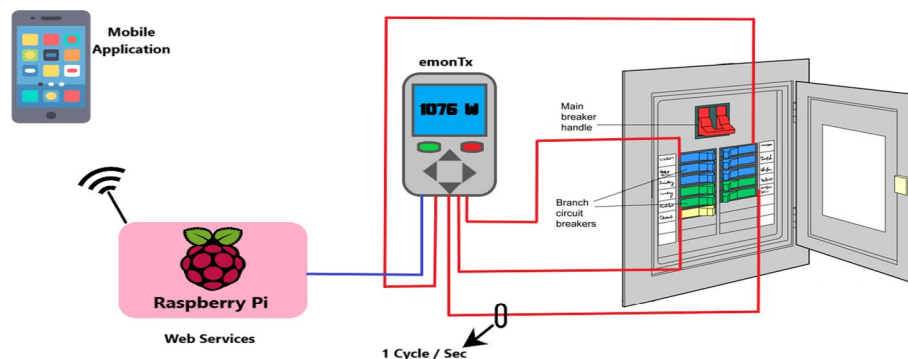 Mobile
Application
emonTx
1076 W
Main
breaker
handle
Branch
circuit
breakers
Raspberry Pi
Web Services
1 Cycle / Sec